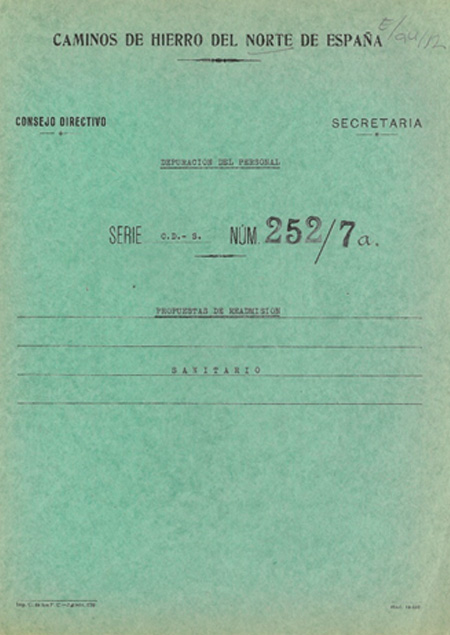 CAMINOS DE HIERRO DEL NORTE DE ESPAÑA
CONSEJO DIRECTIVO
SECRETARIA
DEPURACION DEL PERSONAL
SERIE C.D.- S. NÚM. 252/7a.
PROPUESTAS DE READMISION
SANITARIO